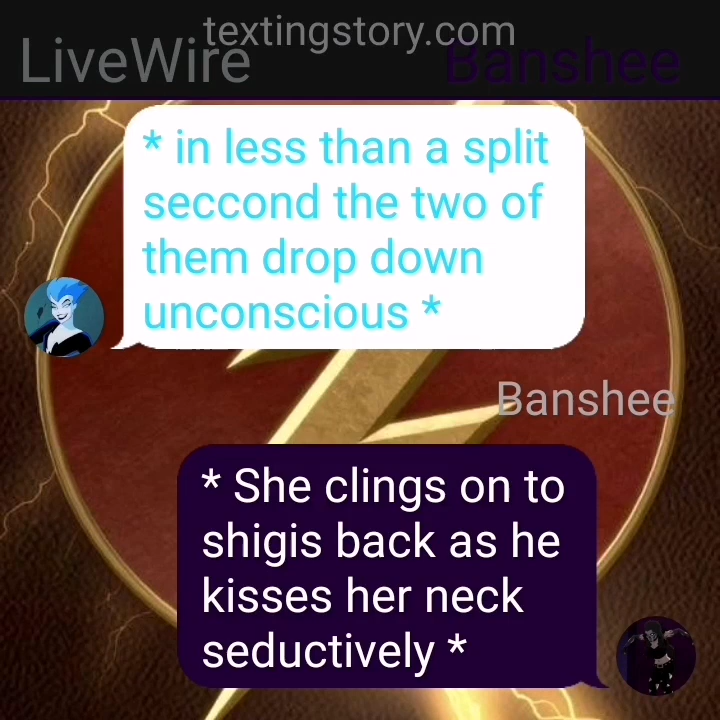 textingstory.com
LiveWire
Banshee
* in less than a split
seccond the two of
them drop down
unconscious *
Banshee
* She clings on to
shigis back as he
kisses her neck
seductively *